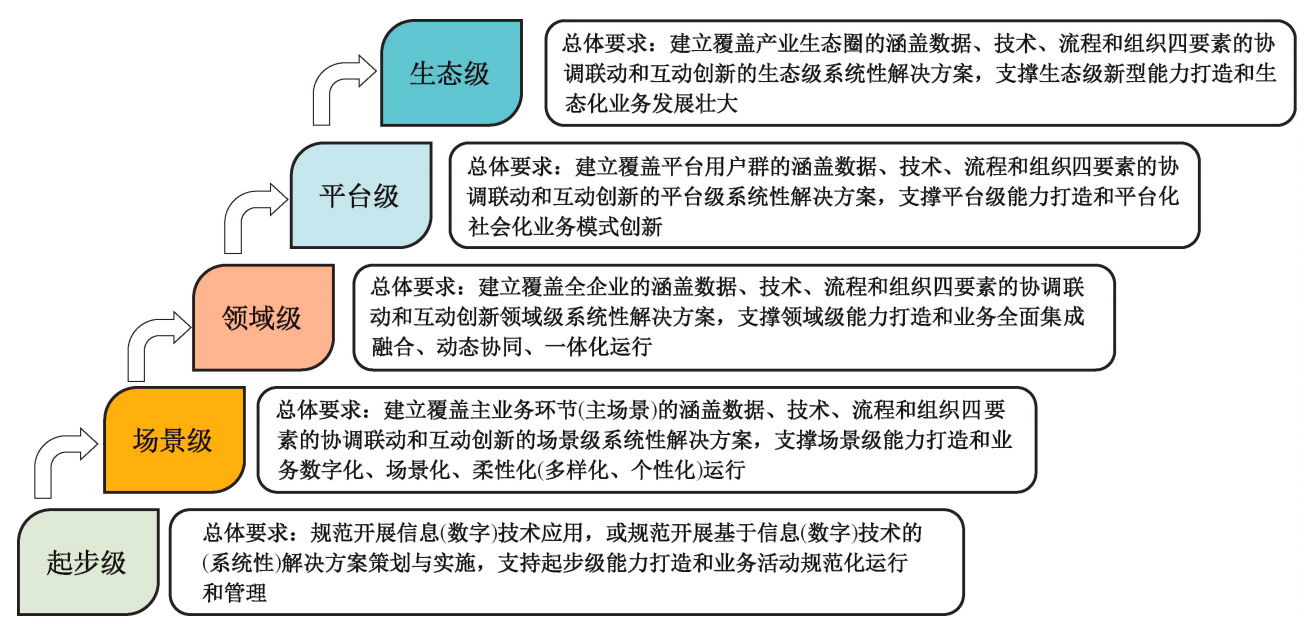 生态级
总体要求：建立覆盖产业生态圈的涵盖数据、技术、流程和组织四要素的协
调联动和互动创新的生态级系统性解决方案，支撑生态级新型能力打造和生
态化业务发展壮大
平台级
总体要求：建立覆盖平台用户群的涵盖数据、技术、流程和组织四要素的协
调联动和互动创新的平台级系统性解决方案，支撑平台级能力打造和平台化
社会化业务模式创新
领域级
总体要求：建立覆盖全企业的涵盖数据、技术、流程和组织四要素的协调联
动和互动创新领域级系统性解决方案，支撑领域级能力打造和业务全面集成
融合、动态协同、一体化运行
场景级
总体要求：建立覆盖主业务环节(主场景)的涵盖数据、技术、流程和组织四要
素的协调联动和互动创新的场景级系统性解决方案，支撑场景级能力打造和业
务数字化、场景化、柔性化(多样化、个性化)运行
起步级
总体要求：规范开展信息(数字)技术应用，或规范开展基于信息(数字)技术的
(系统性)解决方案策划与实施，支持起步级能力打造和业务活动规范化运行
和管理